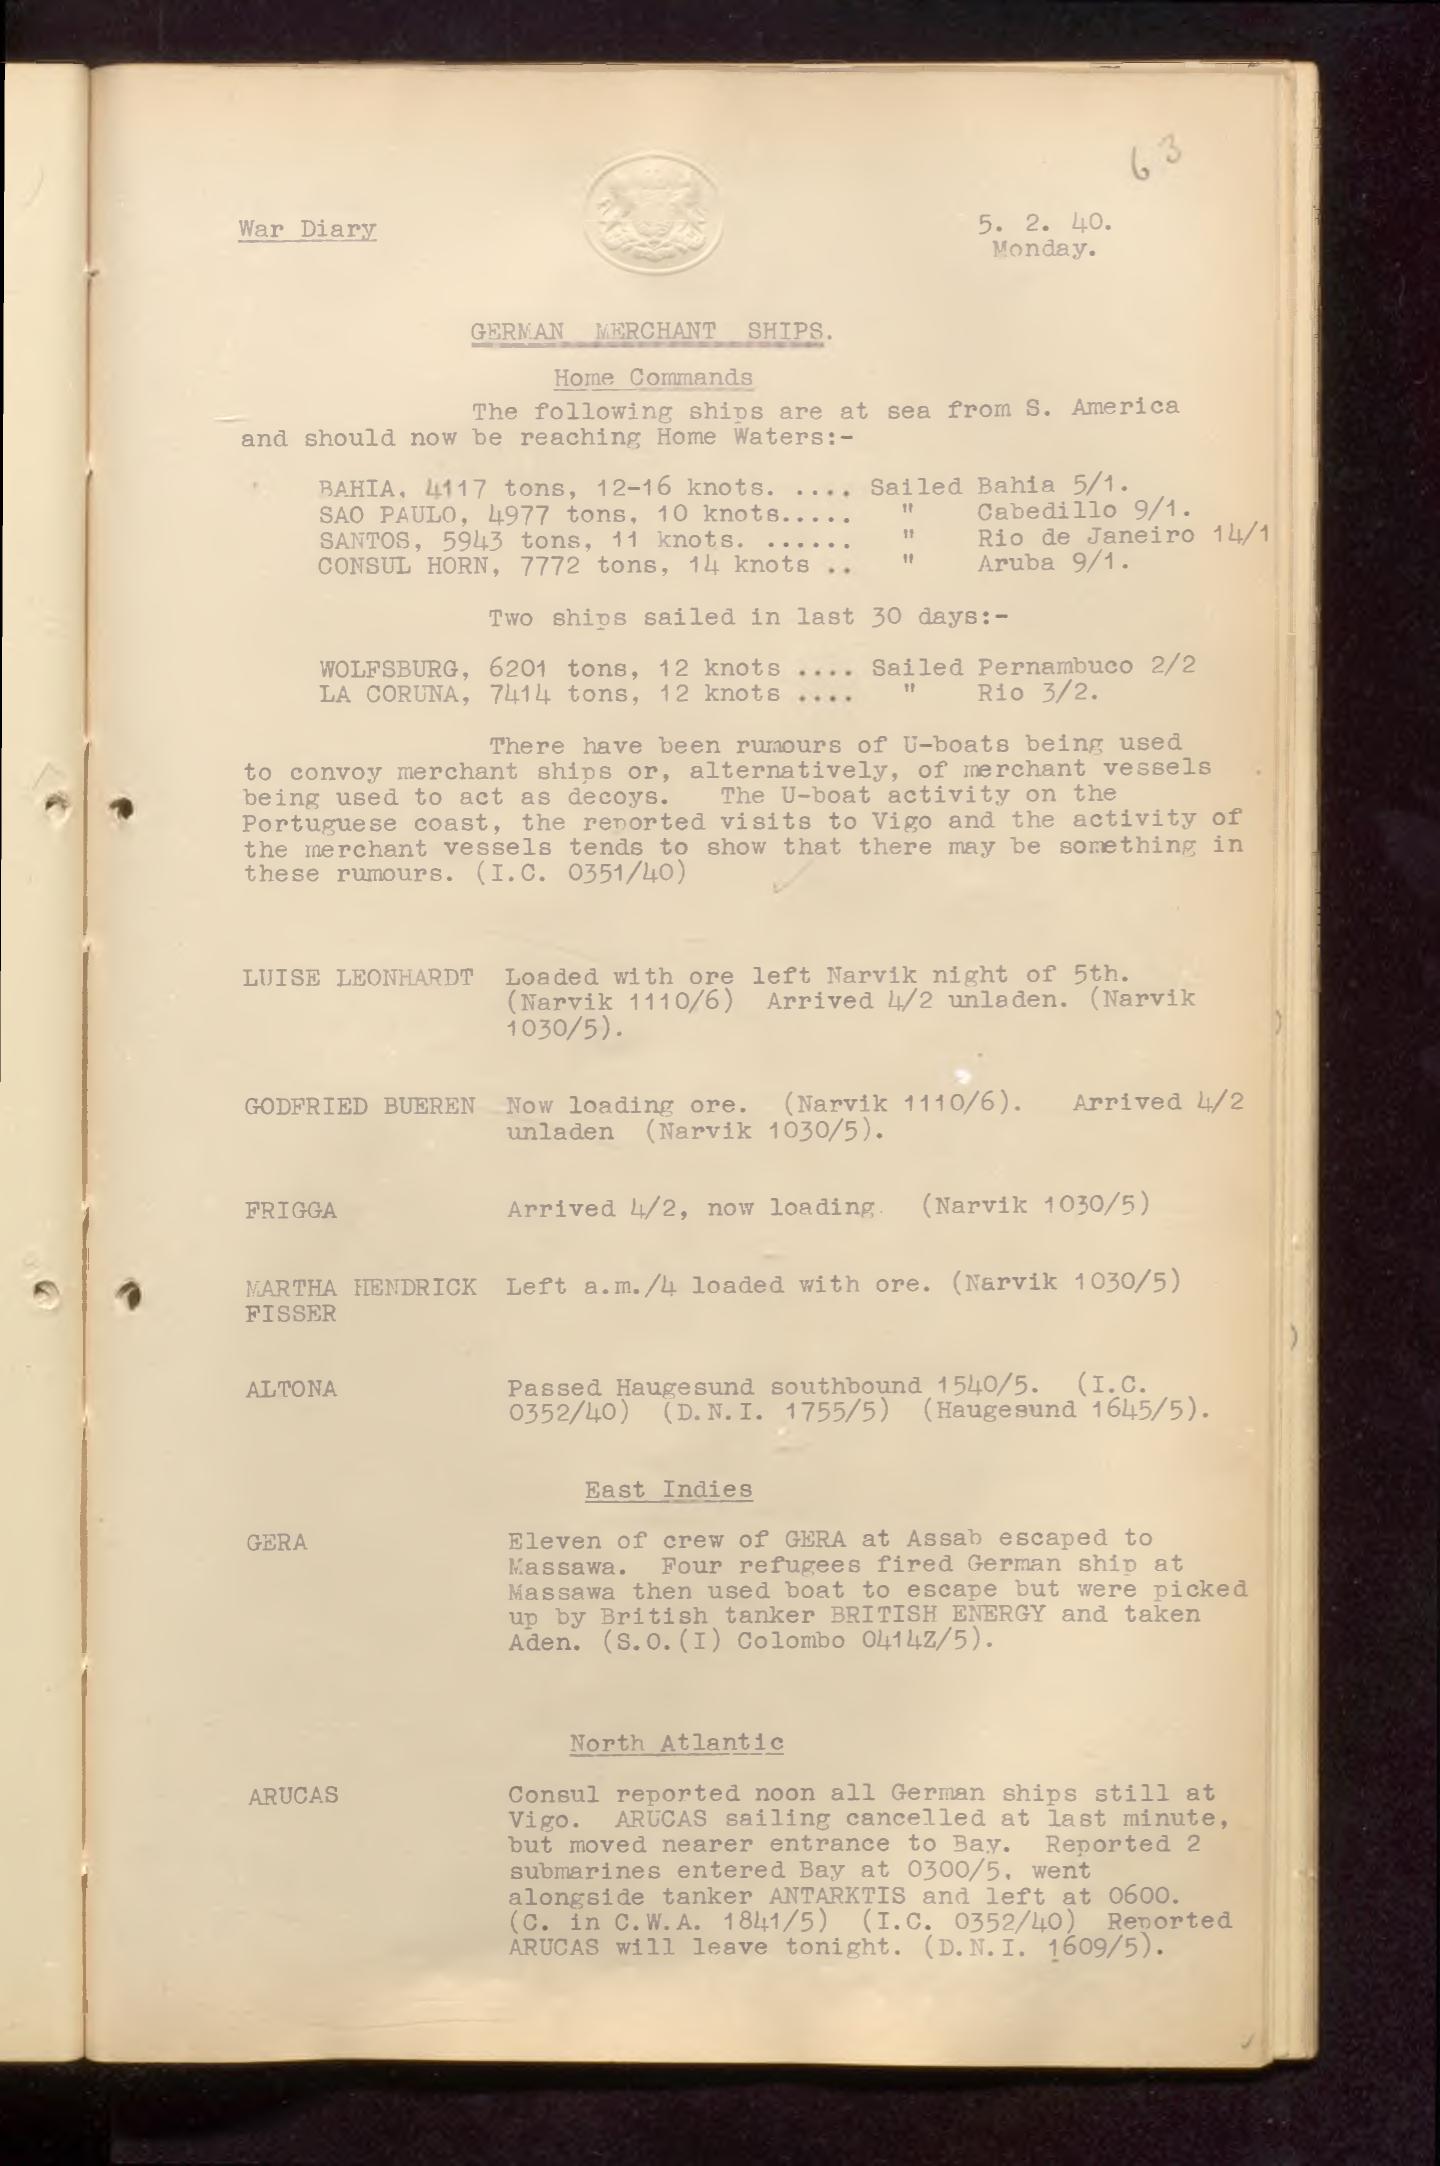 63
War Diary
5. 2. 40.
Monday.
GERMAN MERCHANT SHIPS.
Home Commands
The following ships are at sea from S. America
and should now be reaching Home Waters:-
BAHIA, 4117 tons, 12-16 knots. .... Sailed Bahia 5/1.
SAO PAULO, 4977 tons, 10 knots..... " Cabedillo 9/1.
SANTOS, 5943 tons, 11 knots. ...... " Rio de Janeiro 14/1
CONSUL HORN, 7772 tons, 14 knots .. " Aruba 9/1.
Two ships sailed in last 30 days:-
WOLFSBURG, 6201 tons, 12 knots .... Sailed Pernambuco 2/2
LA CORUNA, 7414 tons, 12 knots .... " Rio 3/2.
There have been rumours of U-boats being used
to convoy merchant ships or, alternatively, of merchant vessels
being used to act as decoys. The U-boat activity on the
Portuguese coast, the reported visits to Vigo and the activity of
the merchant vessels tends to show that there may be something in
these rumours. (I.C. 0351/40)
LUISE LEONHARDT Loaded with ore left Narvik night of 5th.
(Narvik 1110/6) Arrived 4/2 unladen. (Narvik
1030/5).
GODFRIED BUEREN Now loading ore. (Narvik 1110/6). Arrived 4/2
unladen (Narvik 1030/5).
FRIGGA Arrived 4/2, now loading. (Narvik 1030/5)
MARTHA HENDRICK Left a.m./4 loaded with ore. (Narvik 1030/5)
FISSER
ALTONA Passed Haugesund southbound 1540/5. (I.C.
0352/40) (D.N.I. 1755/5) (Haugesund 1645/5).
East Indies
GERA Eleven of crew of GERA at Assab escaped to
Massawa. Four refugees fired German ship at
Massawa then used boat to escape but were picked
up by British tanker BRITISH ENERGY and taken
Aden. (S.O.(I) Colombo 0414Z/5).
North Atlantic
ARUCAS Consul reported noon all German ships still at
Vigo. ARUCAS sailing cancelled at last minute,
but moved nearer entrance to Bay. Reported 2
submarines entered Bay at 0300/5, went
alongside tanker ANTARKTIS and left at 0600.
(C. in C.W.A. 1841/5) (I.C. 0352/40) Reported
ARUCAS will leave tonight. (D.N.I. 1609/5).